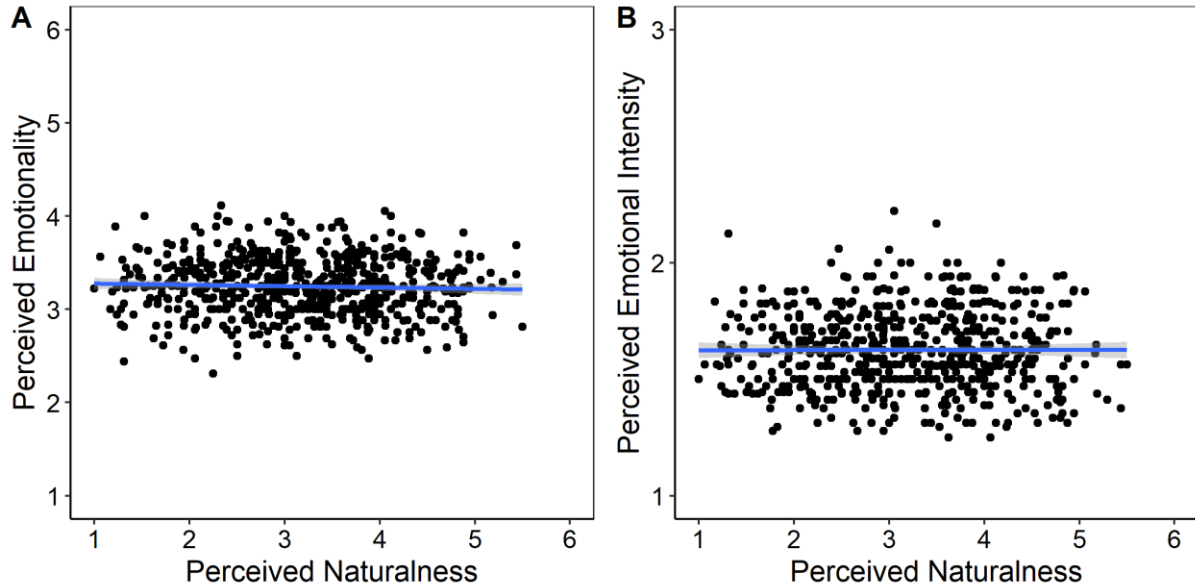 A
Perceived Emotionality
6
5
4
3
2
1
1 2 3 4 5 6
Perceived Naturalness
B
Perceived Emotional Intensity
3
2
1
1 2 3 4 5 6
Perceived Naturalness